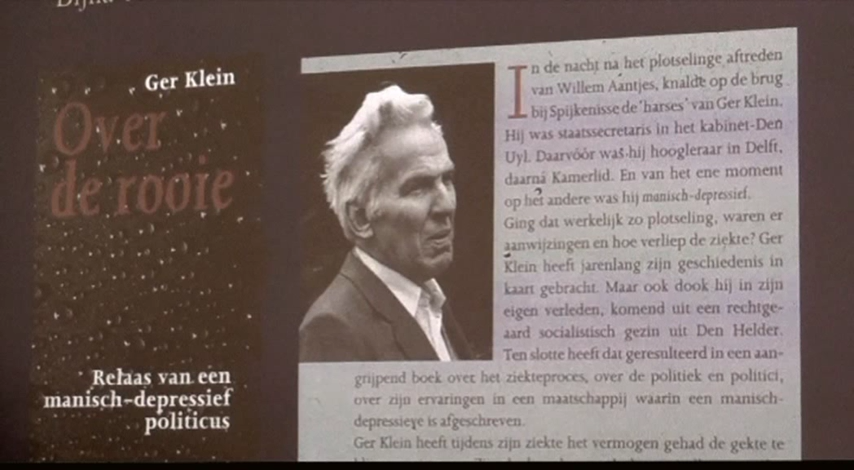 Ger Klein
Over
de rooie
Relaas van een
manisch-depressief
politicus
In de nacht na het plotselinge aftreden
van Willem Aantjes, knalde op de brug
bij Spijkenisse de 'harses' van Ger Klein.
Hij was staatssecretaris in het kabinet-Den
Uyl. Daarvóór was hij hoogleraar in Delft,
daarna Kamerlid. En van het ene moment
op het andere was hij manisch-depressief.
Ging dat werkelijk zo plotseling, waren er
aanwijzingen en hoe verliep de ziekte? Ger
Klein heeft jarenlang zijn geschiedenis in
kaart gebracht. Maar ook dook hij in zijn
eigen verleden, komend uit een rechtge-
aard socialistisch gezin uit Den Helder.
Ten slotte heeft dat geresulteerd in een aan-
grijpend boek over het ziekteproces, over de politiek en politici,
over zijn ervaringen in een maatschappij waarin een manisch-
depressieve is afgeschreven.
Ger Klein heeft tijdens zijn ziekte het vermogen gehad de gekte te